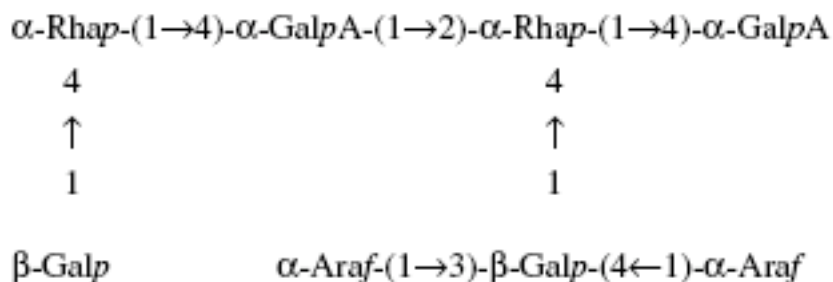 α-Rhap-(1→4)-α-GalpA-(1→2)-α-Rhap-(1→4)-α-GalpA
4 4
↑ ↑
1 1
β-Galp α-Araf-(1→3)-β-Galp-(4←1)-α-Araf